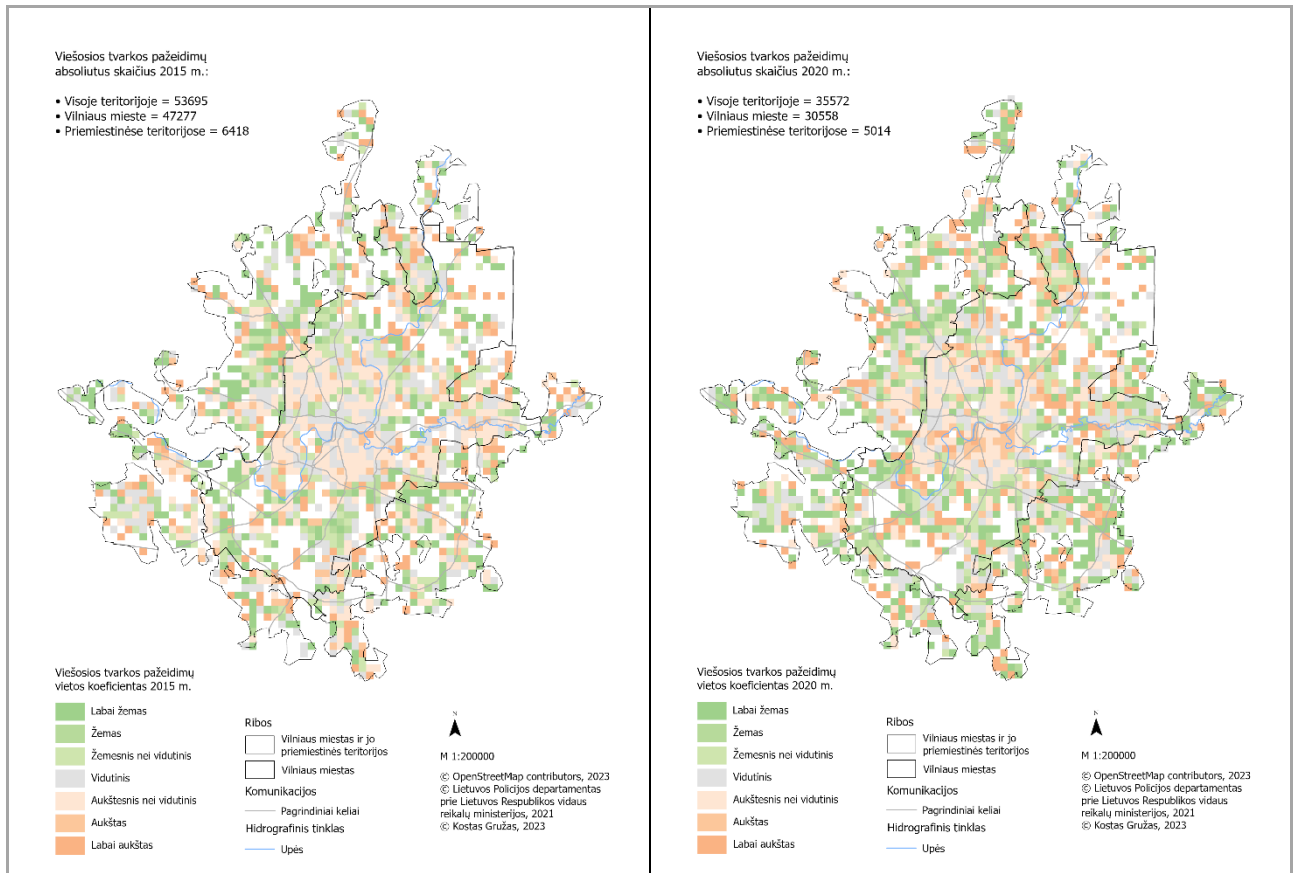 Viešosios tvarkos pažeidimų
absoliutus skaičius 2015 m.:
• Visoje teritorijoje = 53695
• Vilniaus mieste = 47277
• Priemiestinėse teritorijose = 6418
Viešosios tvarkos pažeidimų
vietos koeficientas 2015 m.
Labai žemas
Žemas
Žemesnis nei vidutinis
Vidutinis
Aukštesnis nei vidutinis
Aukštas
Labai aukštas
Ribos
Vilniaus miestas ir jo
priemiestinės teritorijos
Vilniaus miestas
Komunikacijos
Pagrindiniai keliai
Hidrografinis tinklas
Upės
N
M 1:200000
© OpenStreetMap contributors, 2023
© Lietuvos Policijos departamentas
prie Lietuvos Respublikos vidaus
reikalų ministerijos, 2021
© Kostas Gružas, 2023
Viešosios tvarkos pažeidimų
absoliutus skaičius 2020 m.:
• Visoje teritorijoje = 35572
• Vilniaus mieste = 30558
• Priemiestinėse teritorijose = 5014
Viešosios tvarkos pažeidimų
vietos koeficientas 2020 m.
Labai žemas
Žemas
Žemesnis nei vidutinis
Vidutinis
Aukštesnis nei vidutinis
Aukštas
Labai aukštas
Ribos
Vilniaus miestas ir jo
priemiestinės teritorijos
Vilniaus miestas
Komunikacijos
Pagrindiniai keliai
Hidrografinis tinklas
Upės
N
M 1:200000
© OpenStreetMap contributors, 2023
© Lietuvos Policijos departamentas
prie Lietuvos Respublikos vidaus
reikalų ministerijos, 2021
© Kostas Gružas, 2023